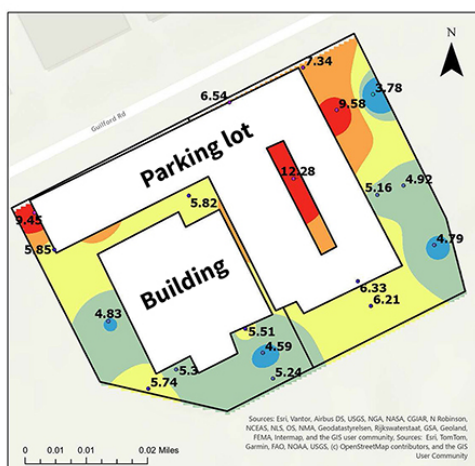 N
7.34
3.78
6.54
9.58
Guilford Rd
Parking lot
12.28
4.92
5.16
5.82
9.45
5.85
4.79
Building
6.33
6.21
4.83
5.51
4.59
5.3
5.24
5.74
0 0.01 0.01 0.02 Miles
Sources: Esri, Vantor, Airbus DS, USGS, NGA, NASA, CGIAR, N Robinson,
NCEAS, NLS, OS, NMA, Geodatastyrelsen, Rijkswaterstaat, GSA, Geoland,
FEMA, Intermap, and the GIS user community, Sources: Esri, TomTom,
Garmin, FAO, NOAA, USGS, (c) OpenStreetMap contributors, and the GIS
User Community